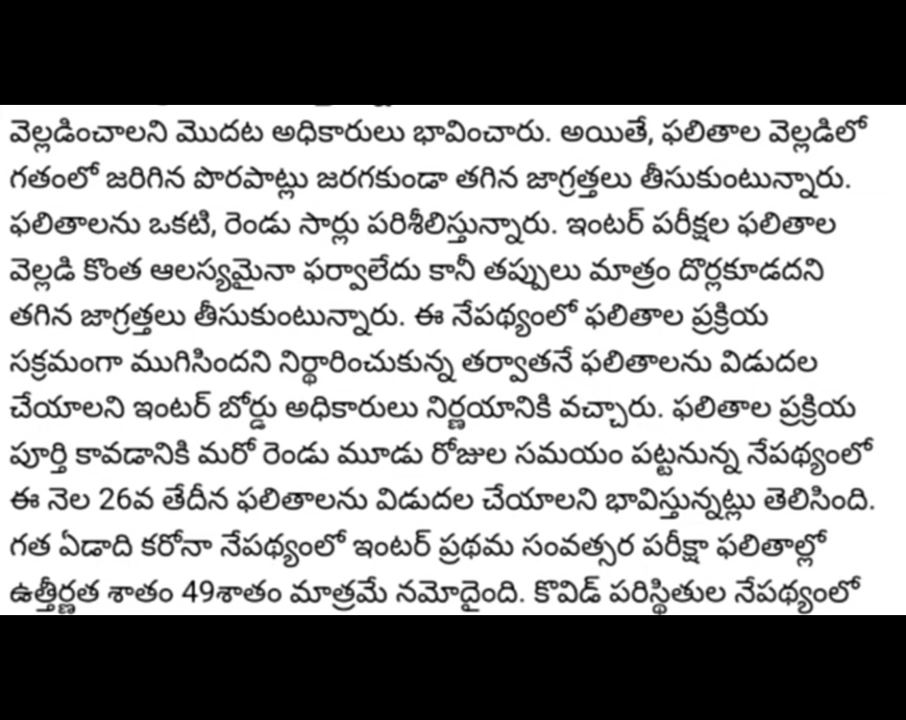 వెల్లడించాలని మొదట అధికారులు భావించారు. అయితే, ఫలితాల వెల్లడిలో
గతంలో జరిగిన పొరపాట్లు జరగకుండా తగిన జాగ్రత్తలు తీసుకుంటున్నారు.
ఫలితాలను ఒకటి, రెండు సార్లు పరిశీలిస్తున్నారు. ఇంటర్ పరీక్షల ఫలితాల
వెల్లడి కొంత ఆలస్యమైనా ఫర్వాలేదు కానీ తప్పులు మాత్రం దొర్లకూడదని
తగిన జాగ్రత్తలు తీసుకుంటున్నారు. ఈ నేపథ్యంలో ఫలితాల ప్రక్రియ
సక్రమంగా ముగిసిందని నిర్ధారించుకున్న తర్వాతనే ఫలితాలను విడుదల
చేయాలని ఇంటర్ బోర్డు అధికారులు నిర్ణయానికి వచ్చారు. ఫలితాల ప్రక్రియ
పూర్తి కావడానికి మరో రెండు మూడు రోజుల సమయం పట్టనున్న నేపథ్యంలో
ఈ నెల 26వ తేదీన ఫలితాలను విడుదల చేయాలని భావిస్తున్నట్లు తెలిసింది.
గత ఏడాది కరోనా నేపథ్యంలో ఇంటర్ ప్రథమ సంవత్సర పరీక్షా ఫలితాల్లో
ఉత్తీర్ణత శాతం 49శాతం మాత్రమే నమోదైంది. కొవిడ్ పరిస్థితుల నేపథ్యంలో